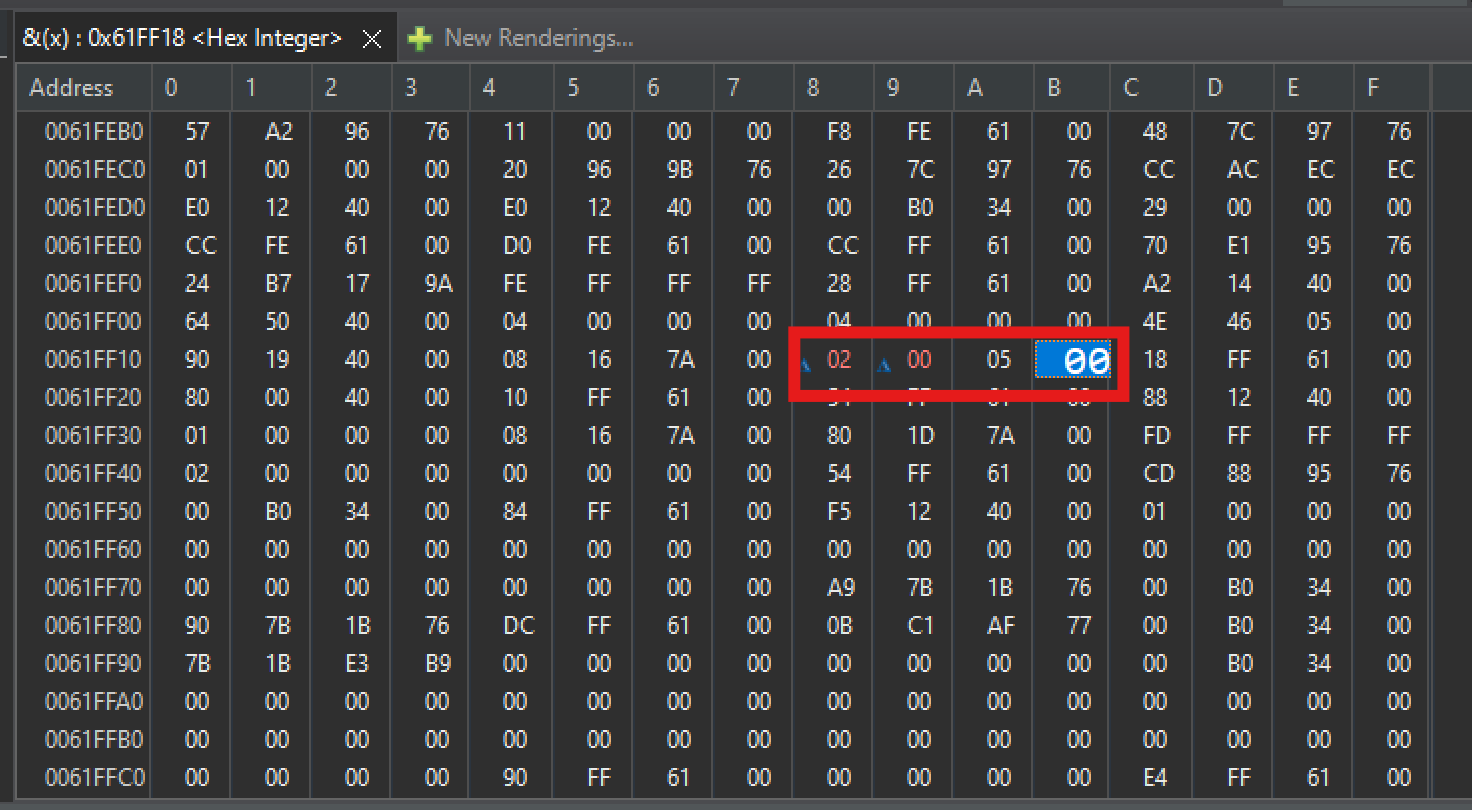 &(x) : 0x61FF18 <Hex Integer> New Renderings...
Address 0 1 2 3 4 5 6 7 8 9 A B C D E F
0061FEB0 57 A2 96 76 11 00 00 00 F8 FE 61 00 48 7C 97 76
0061FEC0 01 00 00 00 20 96 9B 76 26 7C 97 76 CC AC EC EC
0061FED0 E0 12 40 00 E0 12 40 00 00 B0 34 00 29 00 00 00
0061FEE0 CC FE 61 00 D0 FE 61 00 CC FF 61 00 70 E1 95 76
0061FEF0 24 B7 17 9A FE FF FF FF 28 FF 61 00 A2 14 40 00
0061FF00 64 50 40 00 04 00 00 00 04 00 00 00 4E 46 05 00
0061FF10 90 19 40 00 08 16 7A 00 02 00 05 00 18 FF 61 00
0061FF20 80 00 40 00 10 FF 61 00 88 12 40 00
0061FF30 01 00 00 00 08 16 7A 00 80 1D 7A 00 FD FF FF FF
0061FF40 02 00 00 00 00 00 00 00 54 FF 61 00 CD 88 95 76
0061FF50 00 B0 34 00 84 FF 61 00 F5 12 40 00 01 00 00 00
0061FF60 00 00 00 00 00 00 00 00 00 00 00 00 00 00 00 00
0061FF70 00 00 00 00 00 00 00 00 A9 7B 1B 76 00 B0 34 00
0061FF80 90 7B 1B 76 DC FF 61 00 0B C1 AF 77 00 B0 34 00
0061FF90 7B 1B E3 B9 00 00 00 00 00 00 00 00 00 B0 34 00
0061FFA0 00 00 00 00 00 00 00 00 00 00 00 00 00 00 00 00
0061FFB0 00 00 00 00 00 00 00 00 00 00 00 00 00 00 00 00
0061FFC0 00 00 00 00 90 FF 61 00 00 00 00 00 E4 FF 61 00